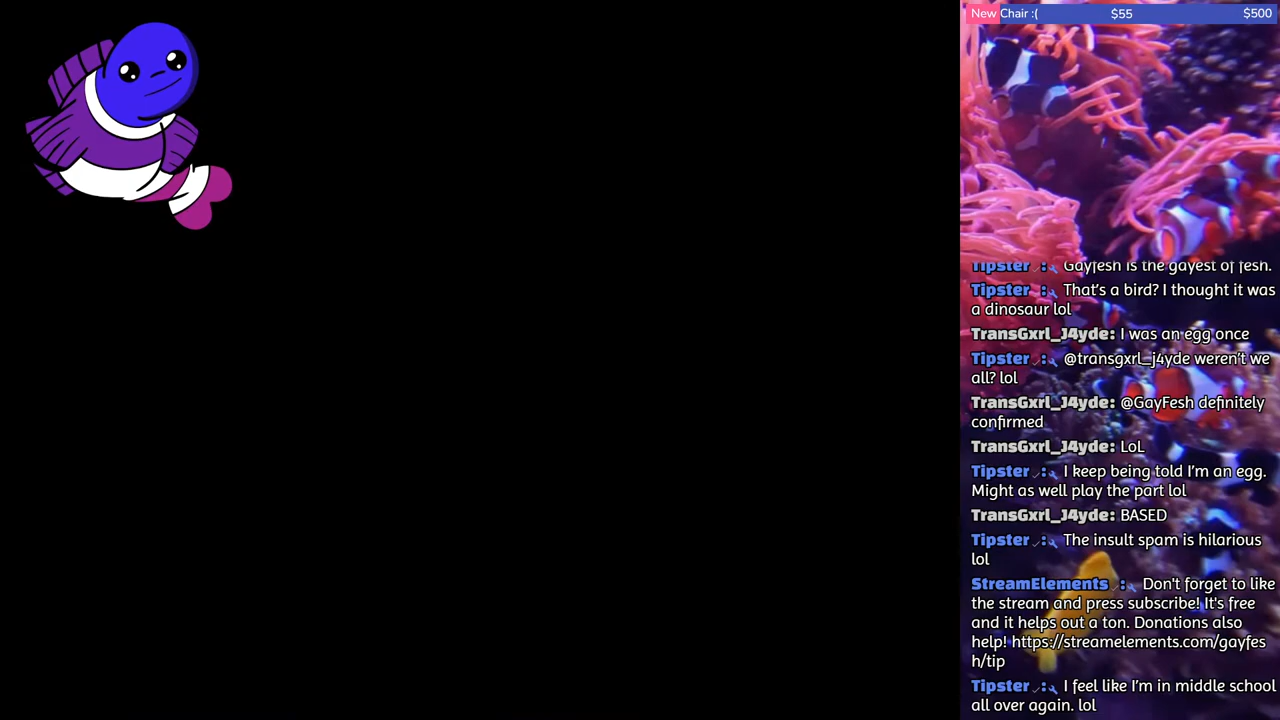 New Chair :( $55 $500
Tipster : Gayfesh is the gayest of fesh.
Tipster : That's a bird? I thought it was
a dinosaur lol
TransGxrl_J4yde: I was an egg once
Tipster : @transgxrl_j4yde weren't we
all? lol
TransGxrl_J4yde: @GayFesh definitely
confirmed
TransGxrl_J4yde: LoL
Tipster : I keep being told I'm an egg.
Might as well play the part lol
TransGxrl_J4yde: BASED
Tipster : The insult spam is hilarious
lol
StreamElements : Don't forget to like
the stream and press subscribe! It's free
and it helps out a ton. Donations also
help! https://streamelements.com/gayfes
h/tip
Tipster : I feel like I'm in middle school
all over again. lol